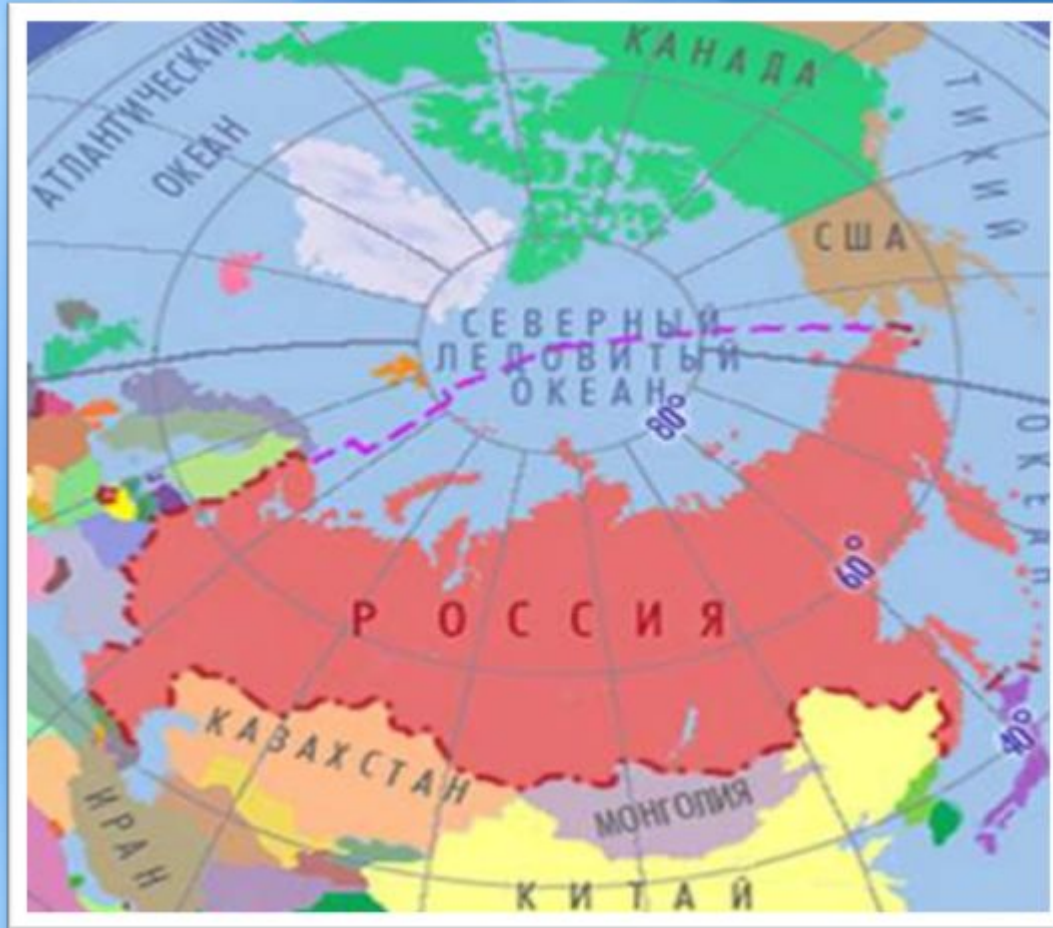 КАНАДА
АТЛАНТИЧЕСКИЙ
ОКЕАН
ТИХИЙ
США
СЕВЕРНЫЙ
ЛЕДОВИТЫЙ
ОКЕАН
80°
ОКЕАН
60°
РОССИЯ
40°
КАЗАХСТАН
МОНГОЛИЯ
ИРАН
КИТАЙ